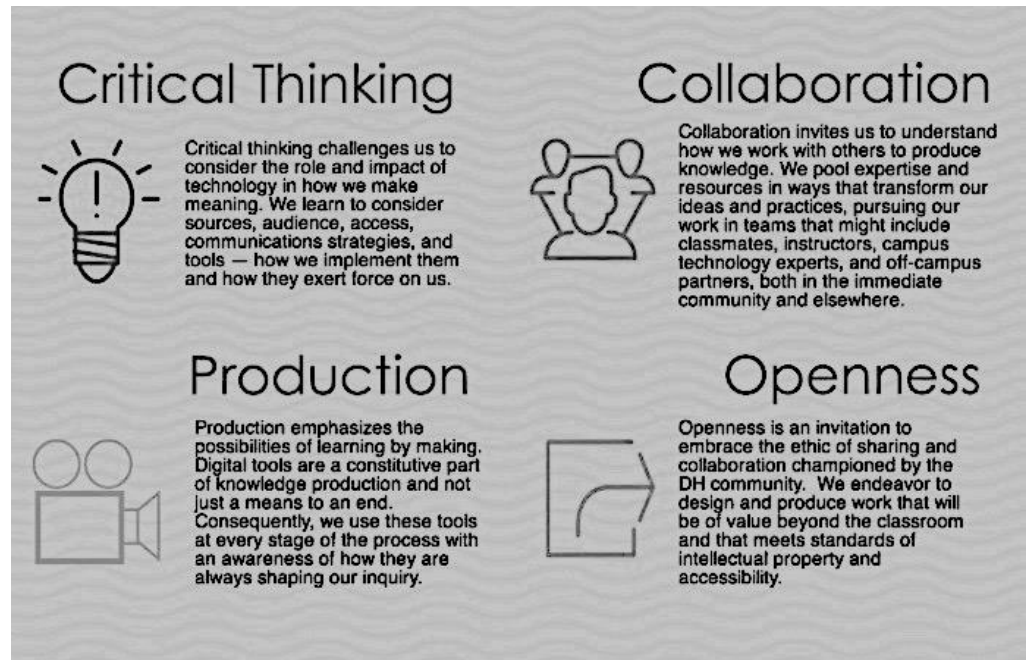 Critical Thinking
Critical thinking challenges us to
consider the role and impact of
technology in how we make
meaning. We learn to consider
sources, audience, access,
communications strategies, and
tools — how we implement them
and how they exert force on us.
Collaboration
Collaboration invites us to understand
how we work with others to produce
knowledge. We pool expertise and
resources in ways that transform our
ideas and practices, pursuing our
work in teams that might include
classmates, instructors, campus
technology experts, and off-campus
partners, both in the immediate
community and elsewhere.
Production
Production emphasizes the
possibilities of learning by making.
Digital tools are a constitutive part
of knowledge production and not
just a means to an end.
Consequently, we use these tools
at every stage of the process with
an awareness of how they are
always shaping our inquiry.
Openness
Openness is an invitation to
embrace the ethic of sharing and
collaboration championed by the
DH community. We endeavor to
design and produce work that will
be of value beyond the classroom
and that meets standards of
intellectual property and
accessibility.